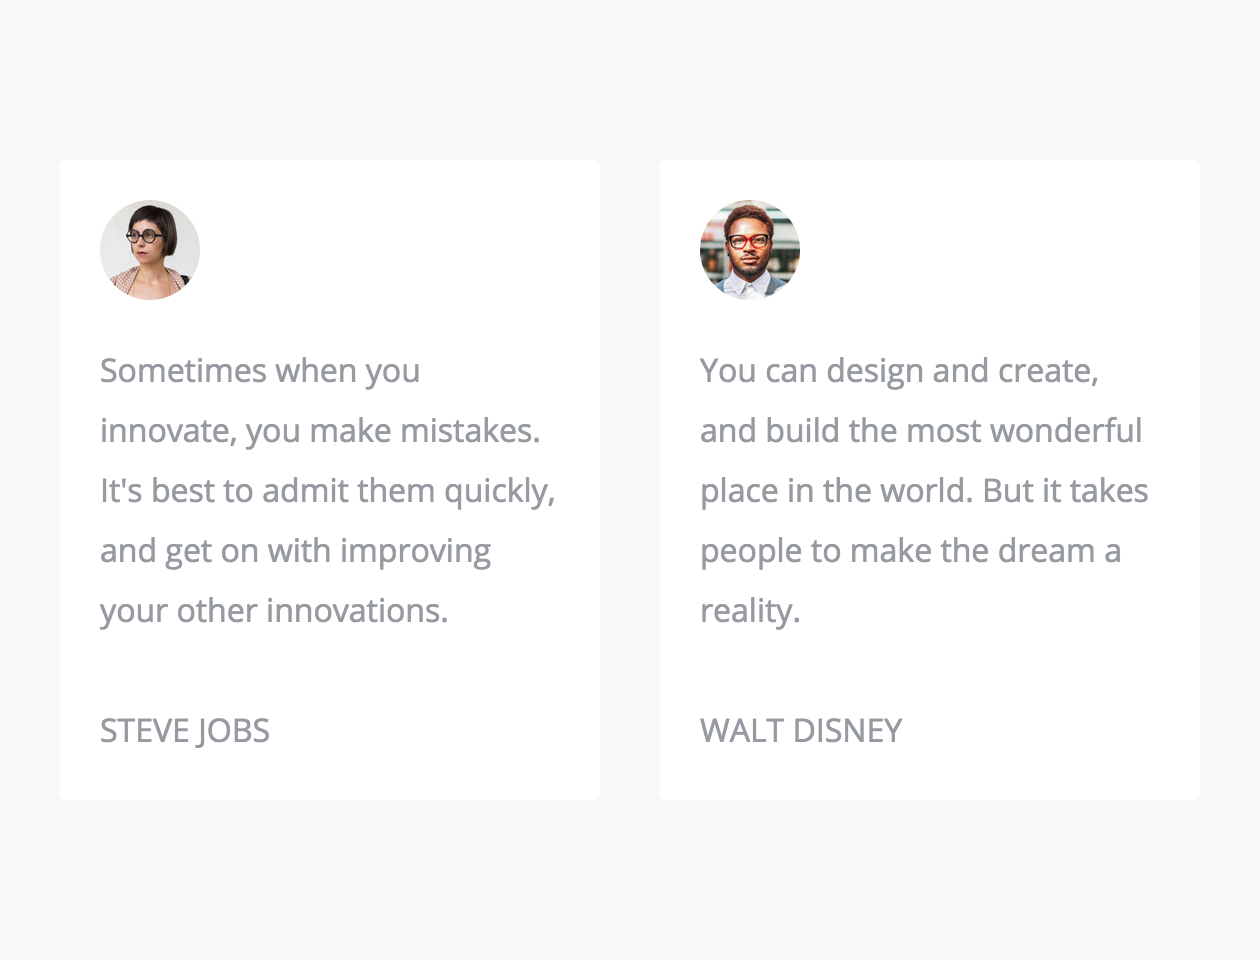 Sometimes when you
innovate, you make mistakes.
It's best to admit them quickly,
and get on with improving
your other innovations.
STEVE JOBS
You can design and create,
and build the most wonderful
place in the world. But it takes
people to make the dream a
reality.
WALT DISNEY